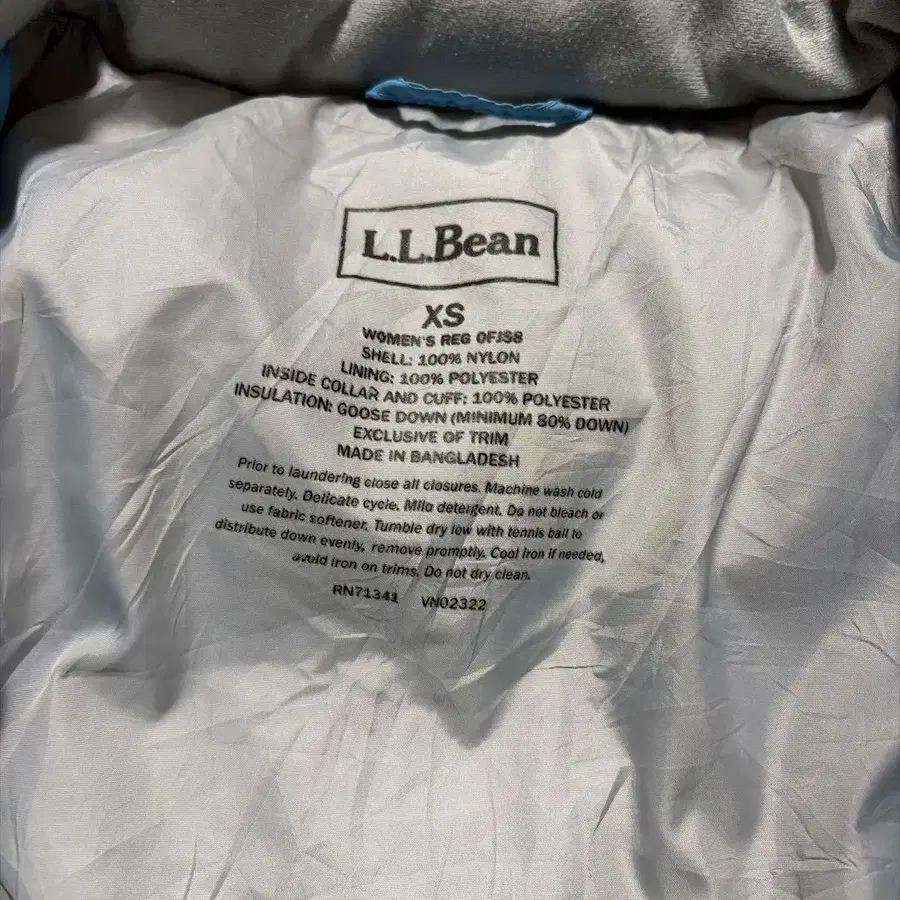 L.L.Bean
XS
WOMEN'S REG 0FJS8
SHELL: 100% NYLON
LINING: 100% POLYESTER
INSIDE COLLAR AND CUFF: 100% POLYESTER
INSULATION: GOOSE DOWN (MINIMUM 80% DOWN)
EXCLUSIVE OF TRIM
MADE IN BANGLADESH
Prior to laundering close all closures. Machine wash cold
separately. Delicate cycle. Mild detergent. Do not bleach or
use fabric softener. Tumble dry low with tennis ball to
distribute down evenly, remove promptly. Cool iron if needed,
avoid iron on trims. Do not dry clean.
RN71341 VN02322